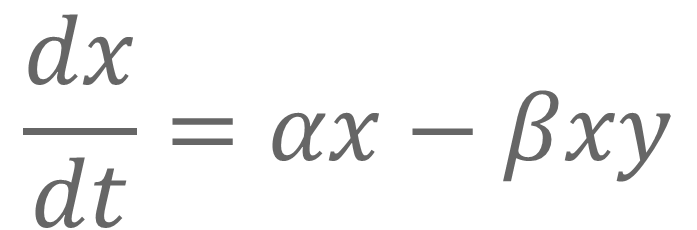 dx/dt = αx − βxy